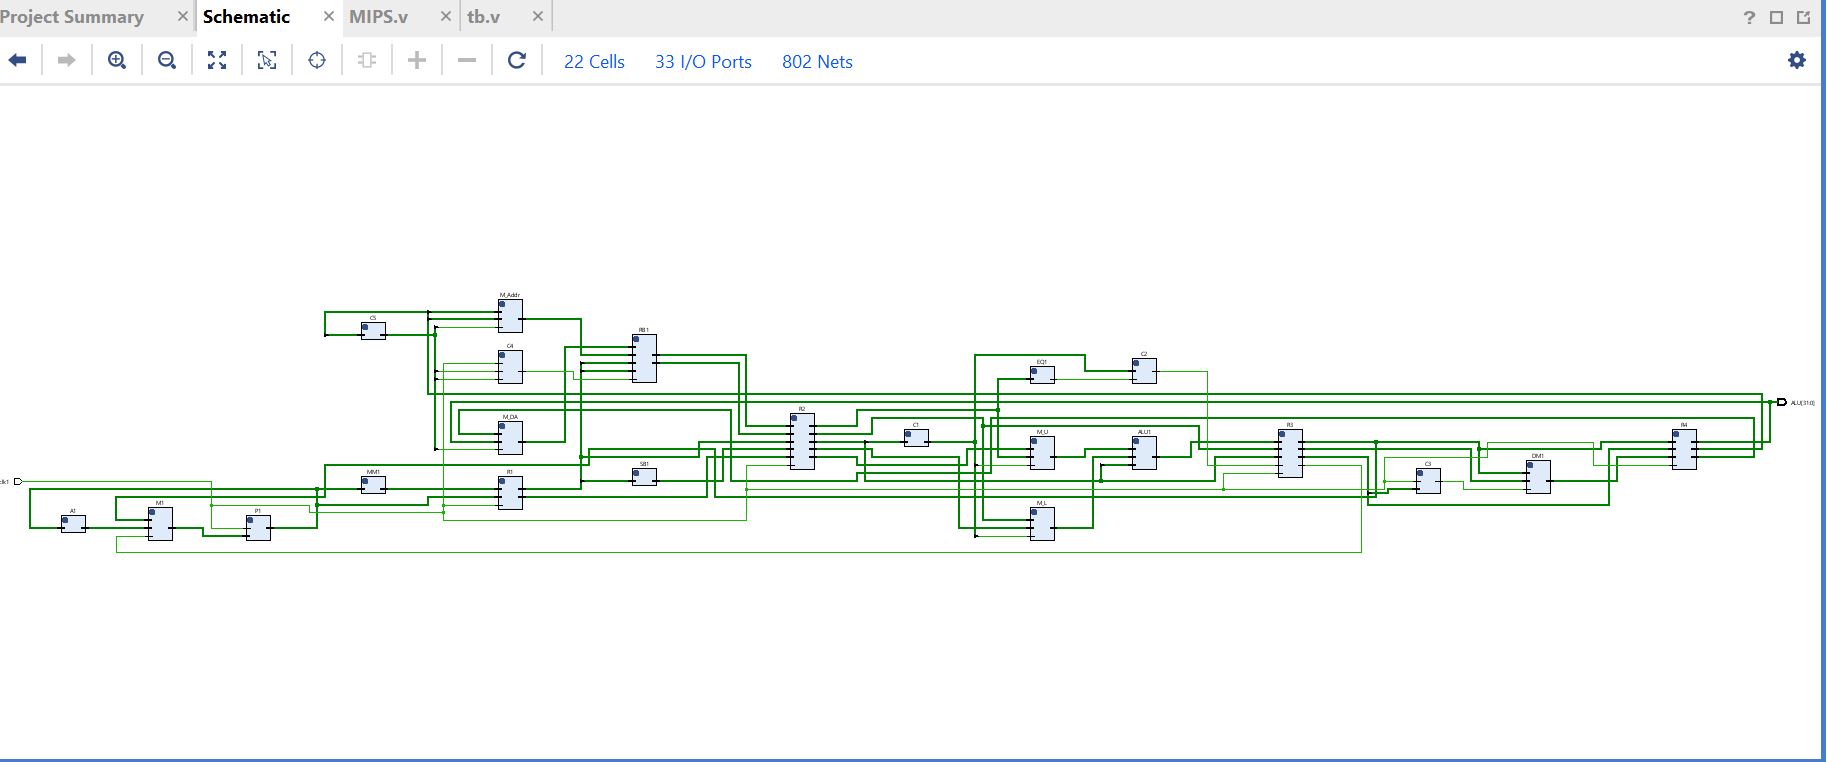 Project Summary × Schematic × MIPS.v × tb.v ×
?
22 Cells 33 I/O Ports 802 Nets
M_Addr
C5
RB1
C4
C2
EQ1
ALU[31:0]
R2
M_DA
C1
M_U
ALU1
R3
R4
MM1
R1
SB1
C3
DM1
clk1
A1
M1
P1
M_L